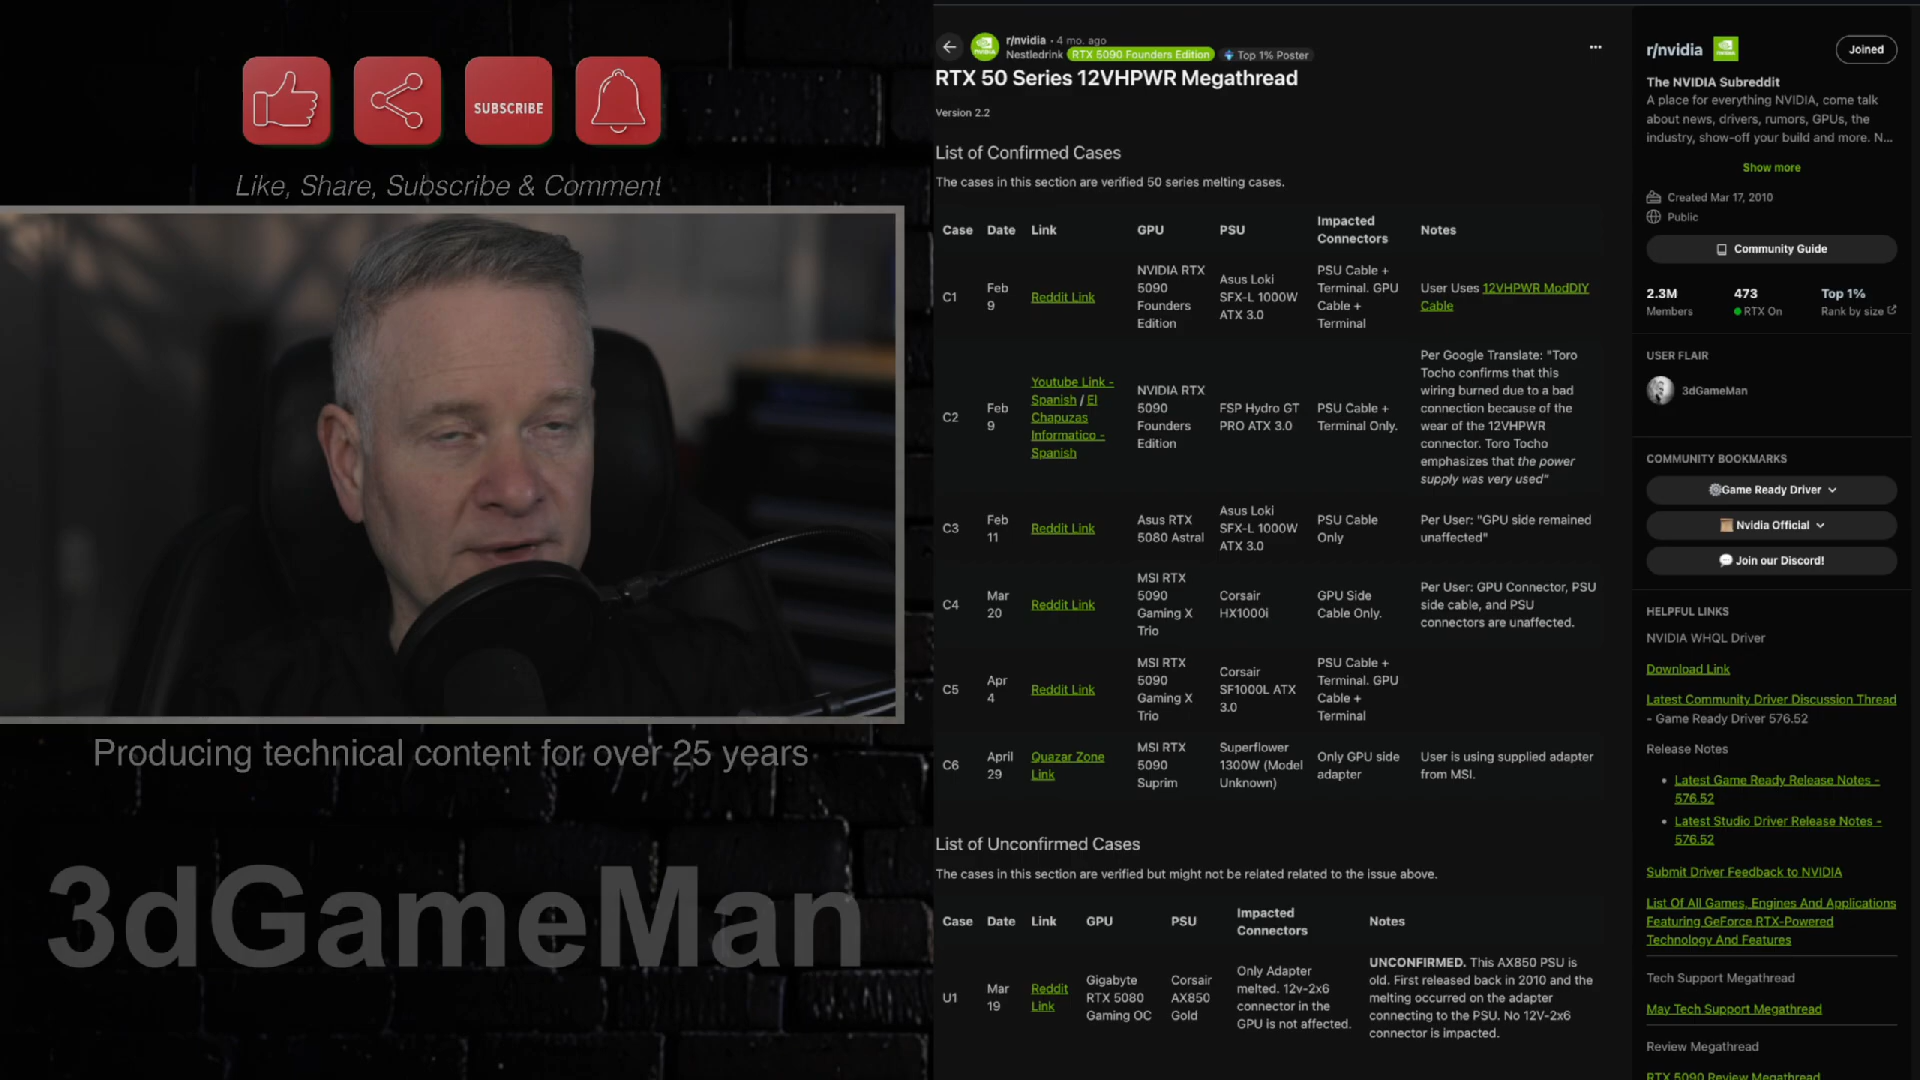 SUBSCRIBE
Like, Share, Subscribe & Comment
Producing technical content for over 25 years
3dGameMan
r/nvidia • 4 mo. ago
Nestledrink RTX 5090 Founders Edition Top 1% Poster
RTX 50 Series 12VHPWR Megathread
Version 2.2
List of Confirmed Cases
The cases in this section are verified 50 series melting cases.
Case Date Link GPU PSU Impacted Connectors Notes
C1 Feb 9 Reddit Link NVIDIA RTX 5090 Founders Edition Asus Loki SFX-L 1000W ATX 3.0 PSU Cable + Terminal. GPU Cable + Terminal User Uses 12VHPWR ModDIY Cable
C2 Feb 9 Youtube Link - Spanish / El Chapuzas Informatico - Spanish NVIDIA RTX 5090 Founders Edition FSP Hydro GT PRO ATX 3.0 PSU Cable + Terminal Only. Per Google Translate: "Toro Tocho confirms that this wiring burned due to a bad connection because of the wear of the 12VHPWR connector. Toro Tocho emphasizes that the power supply was very used"
C3 Feb 11 Reddit Link Asus RTX 5080 Astral Asus Loki SFX-L 1000W ATX 3.0 PSU Cable Only Per User: "GPU side remained unaffected"
C4 Mar 20 Reddit Link MSI RTX 5090 Gaming X Trio Corsair HX1000i GPU Side Cable Only. Per User: GPU Connector, PSU side cable, and PSU connectors are unaffected.
C5 Apr 4 Reddit Link MSI RTX 5090 Gaming X Trio Corsair SF1000L ATX 3.0 PSU Cable + Terminal. GPU Cable + Terminal
C6 April 29 Quazar Zone Link MSI RTX 5090 Suprim Superflower 1300W (Model Unknown) Only GPU side adapter User is using supplied adapter from MSI.
List of Unconfirmed Cases
The cases in this section are verified but might not be related related to the issue above.
Case Date Link GPU PSU Impacted Connectors Notes
U1 Mar 19 Reddit Link Gigabyte RTX 5080 Gaming OC Corsair AX850 Gold Only Adapter melted. 12v-2x6 connector in the GPU is not affected. UNCONFIRMED. This AX850 PSU is old. First released back in 2010 and the melting occurred on the adapter connecting to the PSU. No 12V-2x6 connector is impacted.
r/nvidia
Joined
The NVIDIA Subreddit
A place for everything NVIDIA, come talk
about news, drivers, rumors, GPUs, the
industry, show-off your build and more. N...
Show more
Created Mar 17, 2010
Public
Community Guide
2.3M 473 Top 1%
Members RTX On Rank by size
USER FLAIR
3dGameMan
COMMUNITY BOOKMARKS
Game Ready Driver
Nvidia Official
Join our Discord!
HELPFUL LINKS
NVIDIA WHQL Driver
Download Link
Latest Community Driver Discussion Thread
- Game Ready Driver 576.52
Release Notes
• Latest Game Ready Release Notes -
576.52
• Latest Studio Driver Release Notes -
576.52
Submit Driver Feedback to NVIDIA
List Of All Games, Engines And Applications
Featuring GeForce RTX-Powered
Technology And Features
Tech Support Megathread
May Tech Support Megathread
Review Megathread
RTX 5090 Review Megathread